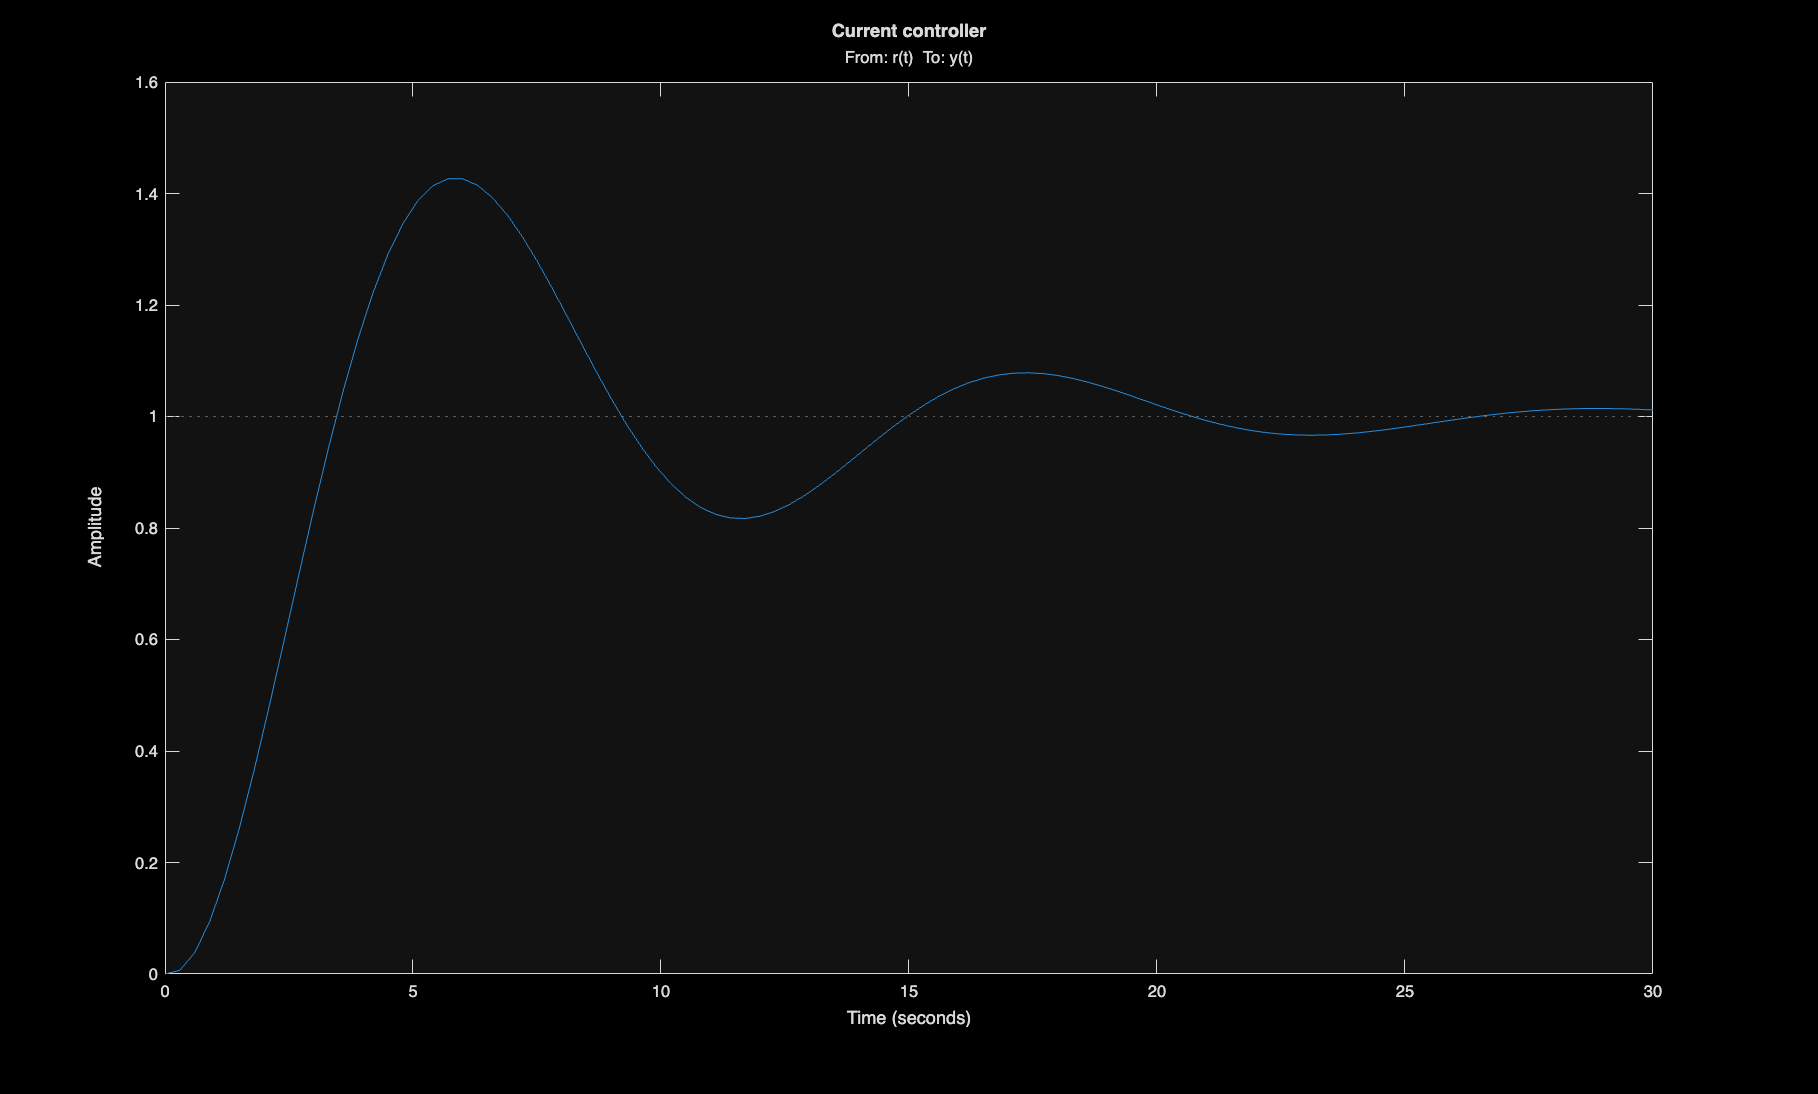 Current controller
From: r(t)  To: y(t)
1.6
1.4
1.2
1
0.8
0.6
0.4
0.2
0
Amplitude
0 5 10 15 20 25 30
Time (seconds)